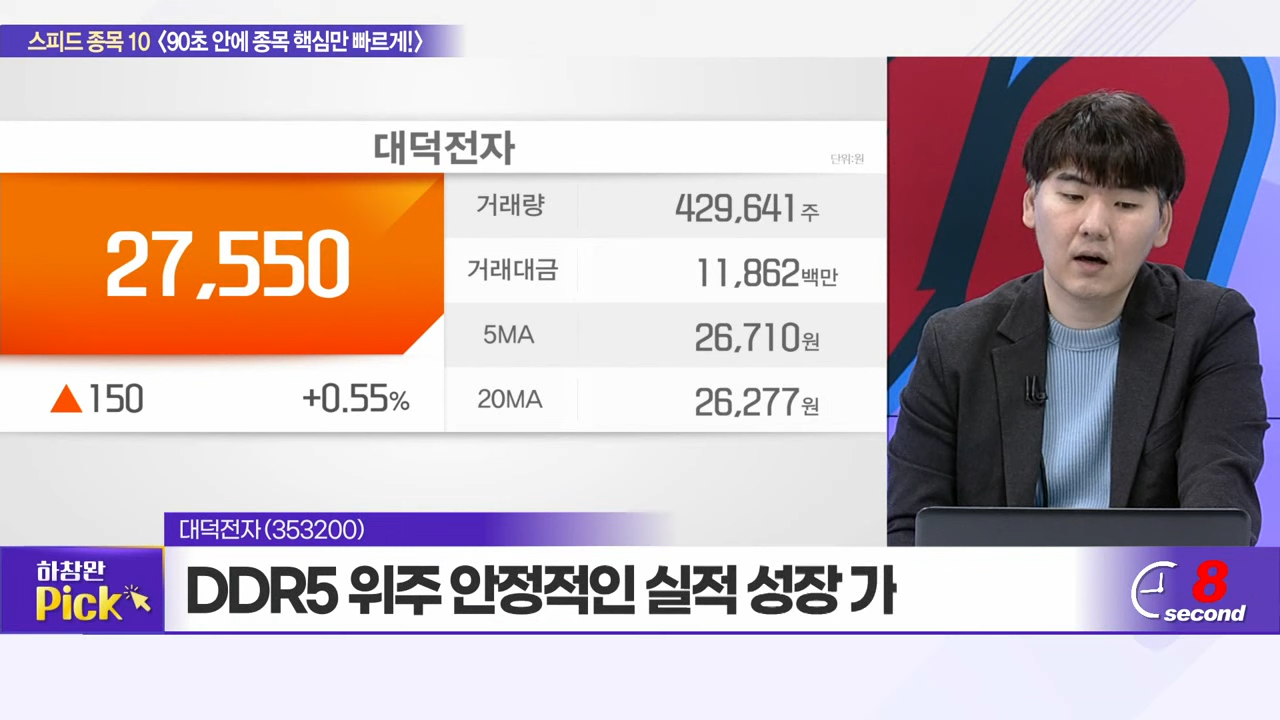 스피드 종목 10 <90초 안에 종목 핵심만 빠르게!>
대덕전자
단위:원
27,550
▲150 +0.55%
거래량 429,641주
거래대금 11,862백만
5MA 26,710원
20MA 26,277원
대덕전자(353200)
하창완
Pick
DDR5 위주 안정적인 실적 성장 가
8
second